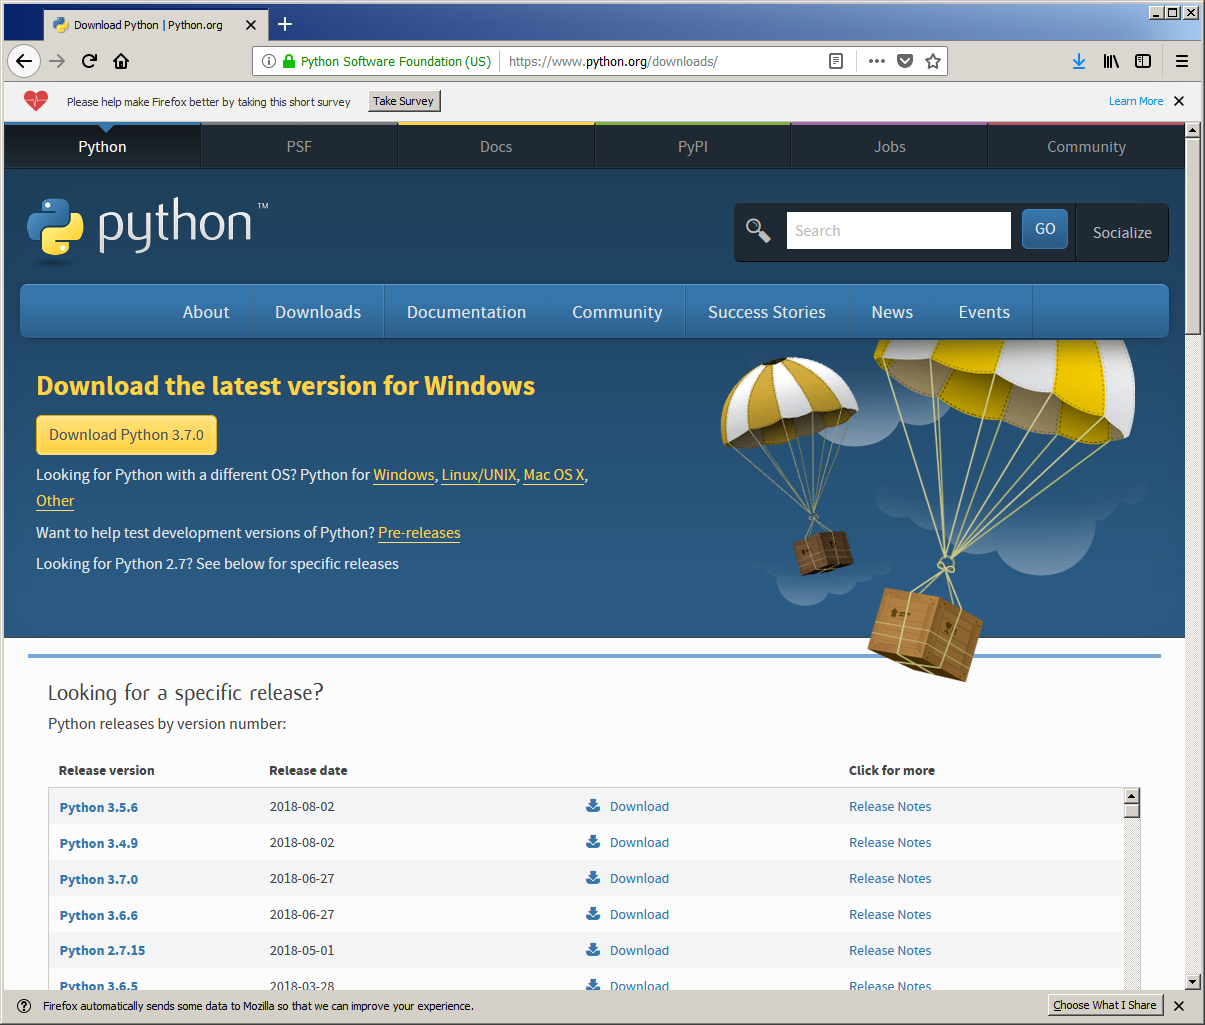 Download Python | Python.org
Python Software Foundation (US) https://www.python.org/downloads/
Please help make Firefox better by taking this short survey Take Survey Learn More
Python PSF Docs PyPI Jobs Community
python™
Search GO Socialize
About Downloads Documentation Community Success Stories News Events
Download the latest version for Windows
Download Python 3.7.0
Looking for Python with a different OS? Python for Windows, Linux/UNIX, Mac OS X,
Other
Want to help test development versions of Python? Pre-releases
Looking for Python 2.7? See below for specific releases
Looking for a specific release?
Python releases by version number:
Release version Release date Click for more
Python 3.5.6 2018-08-02 Download Release Notes
Python 3.4.9 2018-08-02 Download Release Notes
Python 3.7.0 2018-06-27 Download Release Notes
Python 3.6.6 2018-06-27 Download Release Notes
Python 2.7.15 2018-05-01 Download Release Notes
Python 3.6.5 2018-03-28 Download Release Notes
Firefox automatically sends some data to Mozilla so that we can improve your experience. Choose What I Share